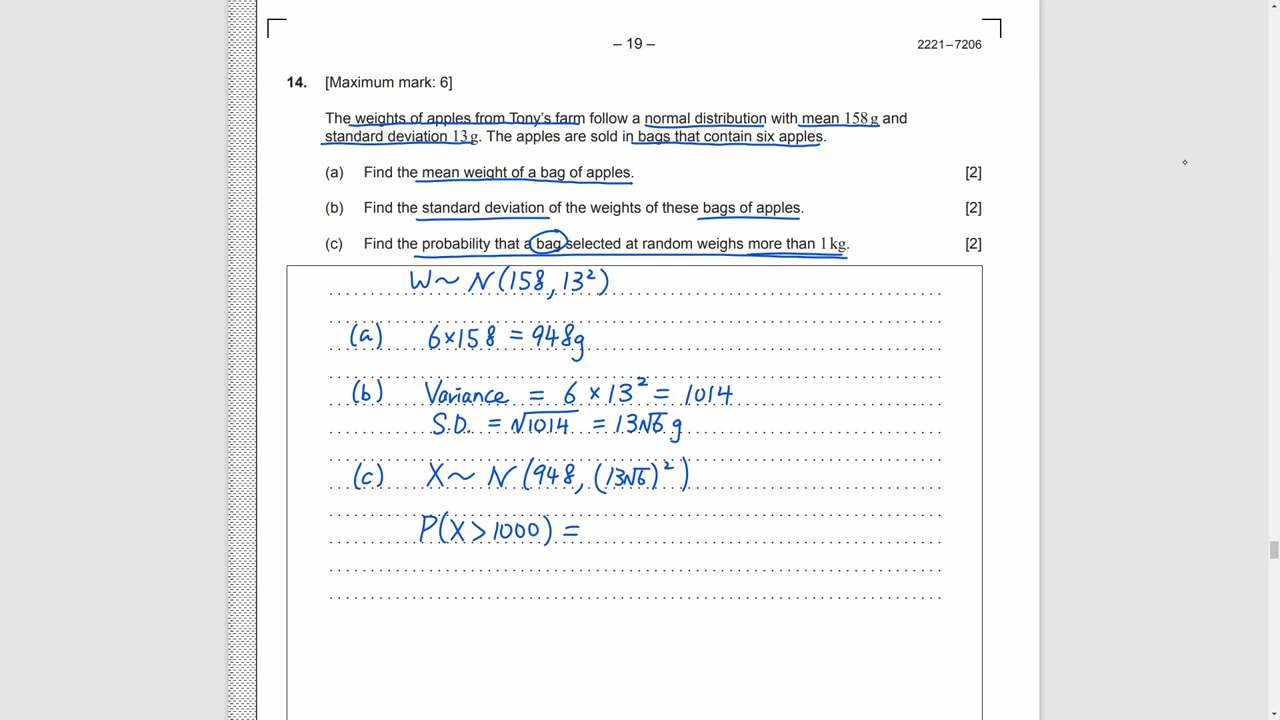 – 19 –
2221–7206
14. [Maximum mark: 6]
The weights of apples from Tony's farm follow a normal distribution with mean 158 g and
standard deviation 13 g. The apples are sold in bags that contain six apples.
(a) Find the mean weight of a bag of apples. [2]
(b) Find the standard deviation of the weights of these bags of apples. [2]
(c) Find the probability that a bag selected at random weighs more than 1 kg. [2]
W ~ N(158, 13²)
(a) 6×158 = 948g
(b) Variance = 6 × 13² = 1014
S.D. = √1014 = 13√6 g
(c) X ~ N(948, (13√6)²)
P(X > 1000) =